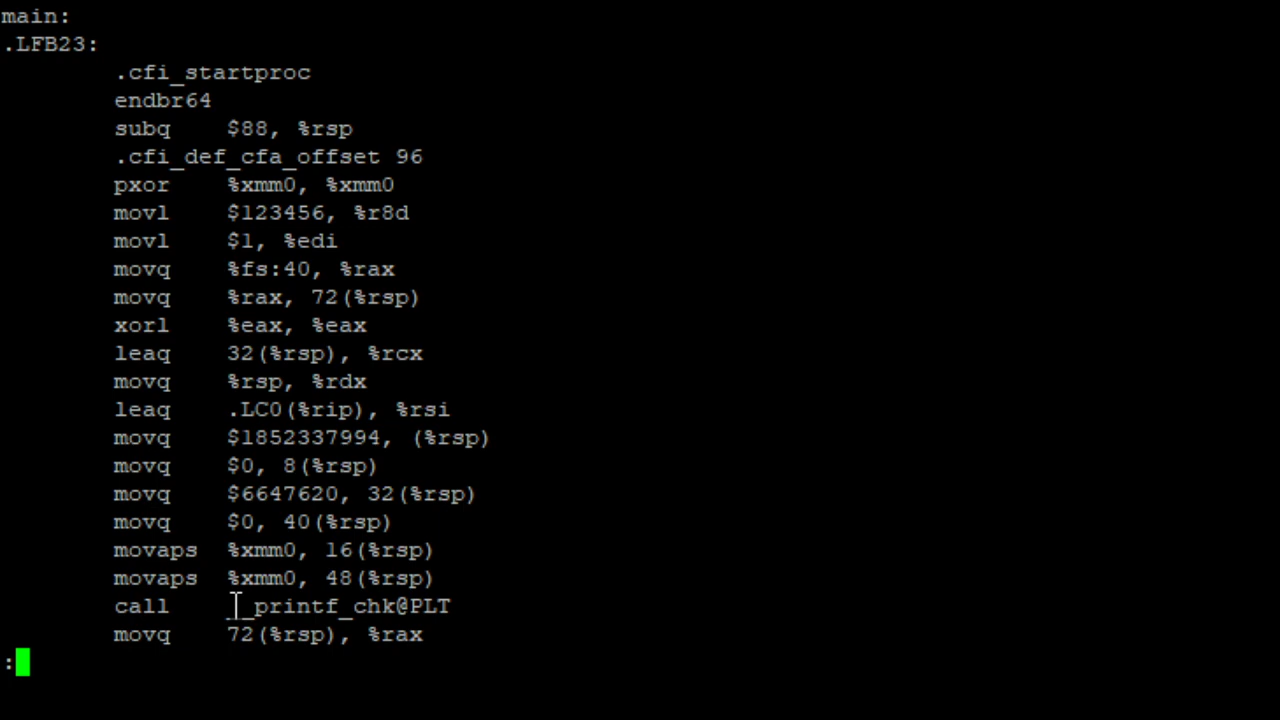 main:
.LFB23:
.cfi_startproc
endbr64
subq $88, %rsp
.cfi_def_cfa_offset 96
pxor %xmm0, %xmm0
movl $123456, %r8d
movl $1, %edi
movq %fs:40, %rax
movq %rax, 72(%rsp)
xorl %eax, %eax
leaq 32(%rsp), %rcx
movq %rsp, %rdx
leaq .LC0(%rip), %rsi
movq $1852337994, (%rsp)
movq $0, 8(%rsp)
movq $6647620, 32(%rsp)
movq $0, 40(%rsp)
movaps %xmm0, 16(%rsp)
movaps %xmm0, 48(%rsp)
call __printf_chk@PLT
movq 72(%rsp), %rax
: